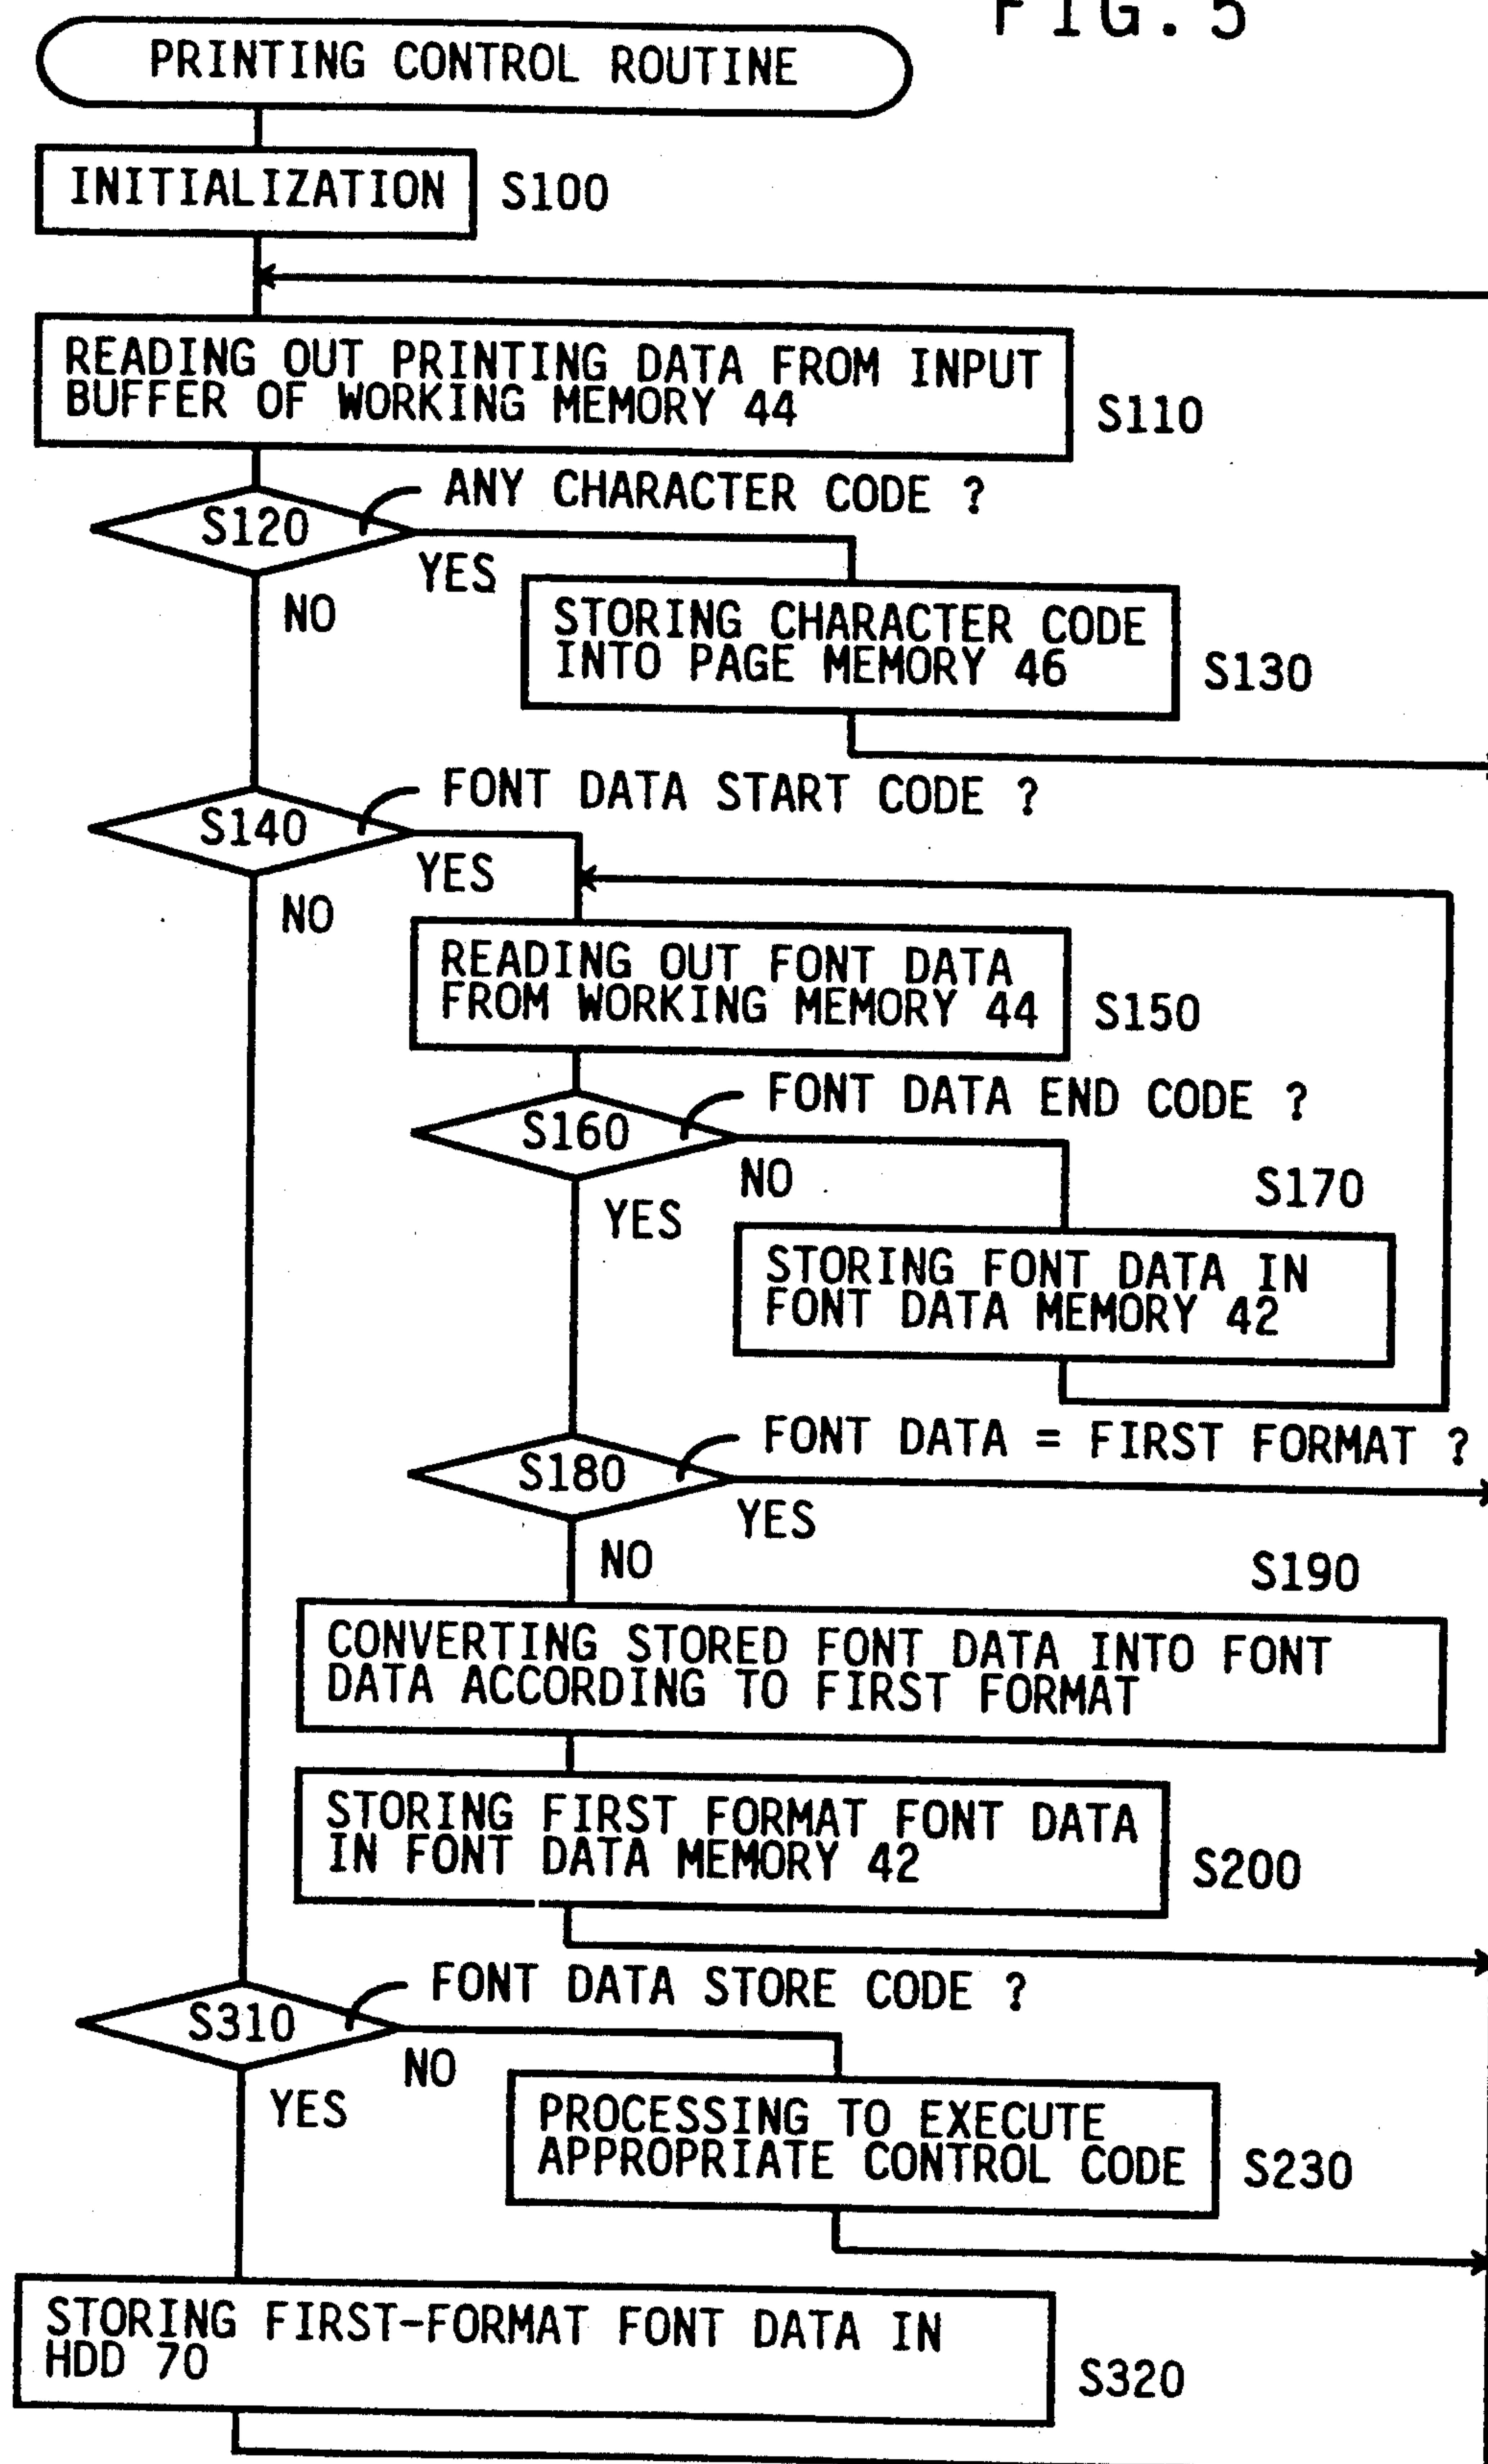 FIG. 5
PRINTING CONTROL ROUTINE
INITIALIZATION
S100
READING OUT PRINTING DATA FROM INPUT
BUFFER OF WORKING MEMORY 44
S110
ANY CHARACTER CODE ?
S120
YES
NO
STORING CHARACTER CODE
INTO PAGE MEMORY 46
S130
FONT DATA START CODE ?
S140
YES
NO
READING OUT FONT DATA
FROM WORKING MEMORY 44
S150
FONT DATA END CODE ?
S160
NO
YES
S170
STORING FONT DATA IN
FONT DATA MEMORY 42
FONT DATA = FIRST FORMAT ?
S180
YES
NO
S190
CONVERTING STORED FONT DATA INTO FONT
DATA ACCORDING TO FIRST FORMAT
STORING FIRST FORMAT FONT DATA
IN FONT DATA MEMORY 42
S200
FONT DATA STORE CODE ?
S310
NO
YES
PROCESSING TO EXECUTE
APPROPRIATE CONTROL CODE
S230
STORING FIRST-FORMAT FONT DATA IN
HDD 70
S320